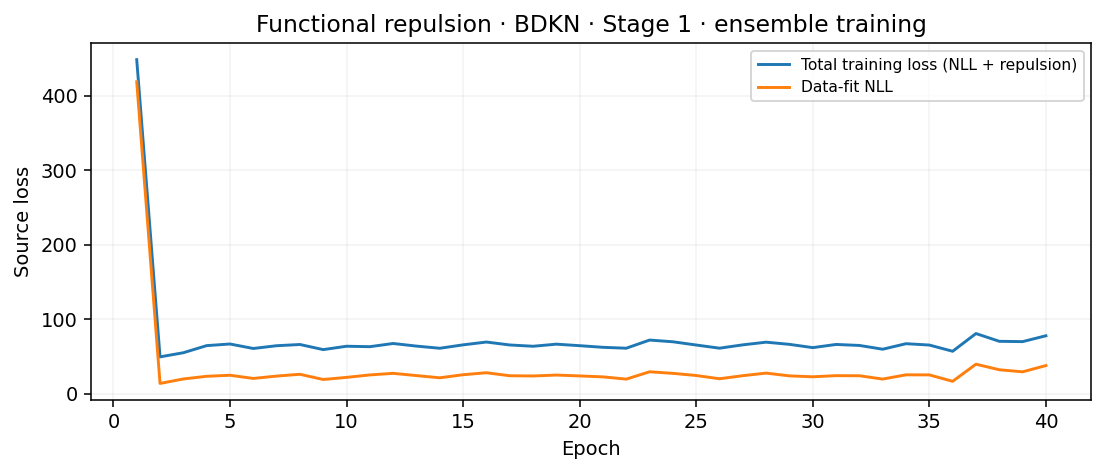 Functional repulsion · BDKN · Stage 1 · ensemble training
Total training loss (NLL + repulsion)
Data-fit NLL
Source loss
400
300
200
100
0
0 5 10 15 20 25 30 35 40
Epoch